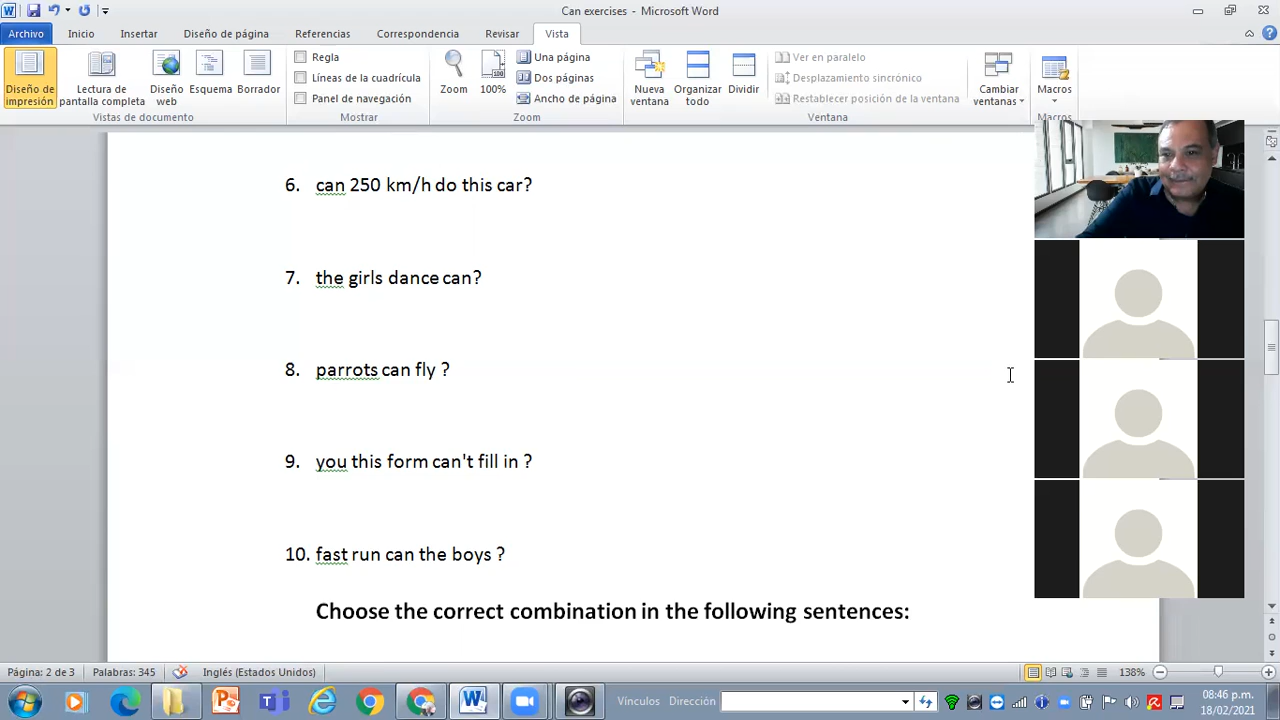 Can exercises - Microsoft Word
Archivo Inicio Insertar Diseño de página Referencias Correspondencia Revisar Vista
Diseño de impresión
Lectura de pantalla completa
Diseño web
Esquema
Borrador
Vistas de documento
Regla
Líneas de la cuadrícula
Panel de navegación
Mostrar
Zoom
100%
Una página
Dos páginas
Ancho de página
Zoom
Nueva ventana
Organizar todo
Dividir
Ver en paralelo
Desplazamiento sincrónico
Restablecer posición de la ventana
Ventana
Cambiar ventanas
Macros
Macros
6. can 250 km/h do this car?
7. the girls dance can?
8. parrots can fly ?
9. you this form can't fill in ?
10. fast run can the boys ?
Choose the correct combination in the following sentences:
Página: 2 de 3 Palabras: 345 Inglés (Estados Unidos) 138%
Vínculos Dirección
08:46 p.m.
18/02/2021